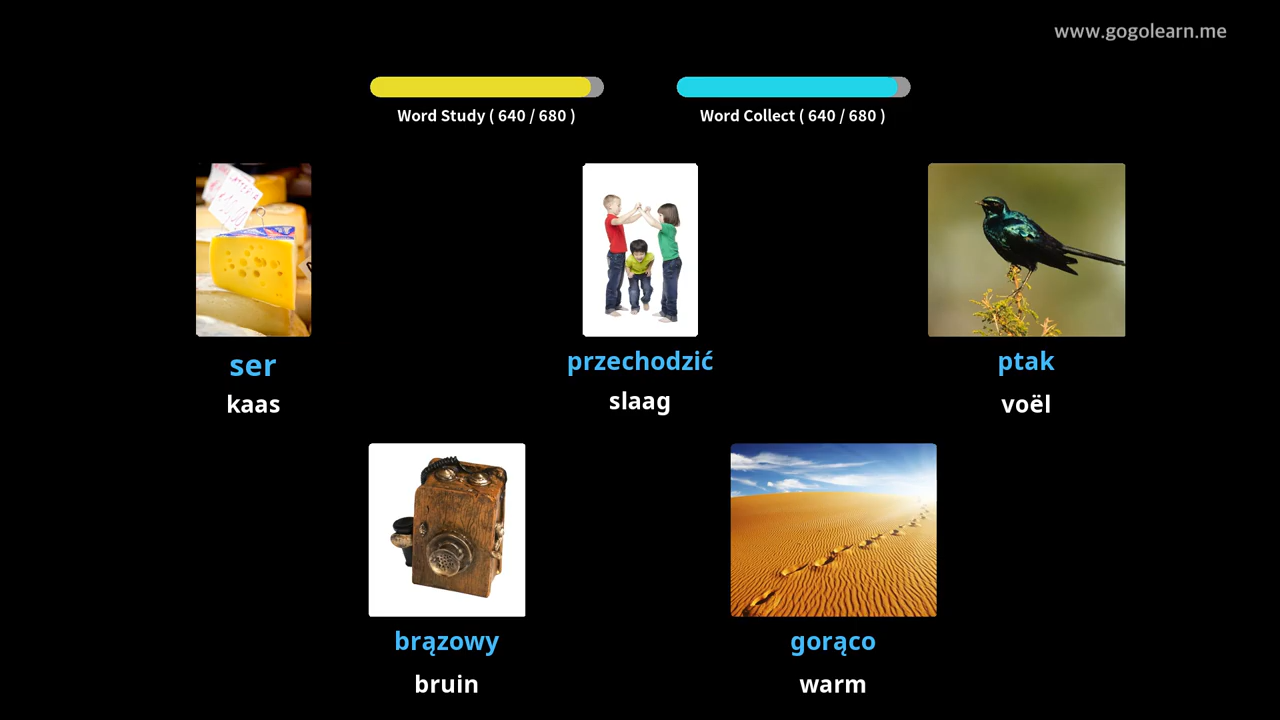 www.gogolearn.me
Word Study ( 640 / 680 )
Word Collect ( 640 / 680 )
ser
kaas
przechodzić
slaag
ptak
voël
brązowy
bruin
gorąco
warm